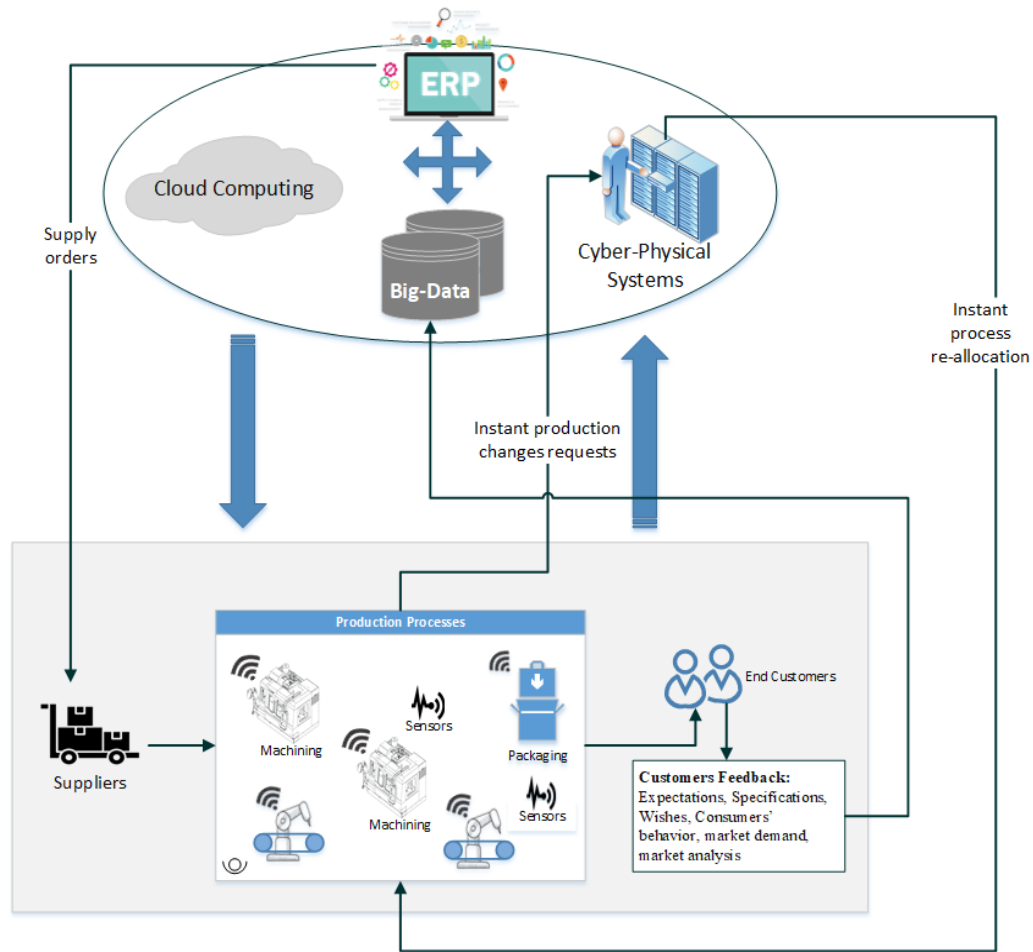 ERP
Cloud Computing
Supply
orders
Big-Data
Cyber-Physical
Systems
Instant
process
re-allocation
Instant production
changes requests
Production Processes
Machining
Sensors
Packaging
Machining
Sensors
Suppliers
End Customers
Customers Feedback:
Expectations, Specifications,
Wishes, Consumers'
behavior, market demand,
market analysis